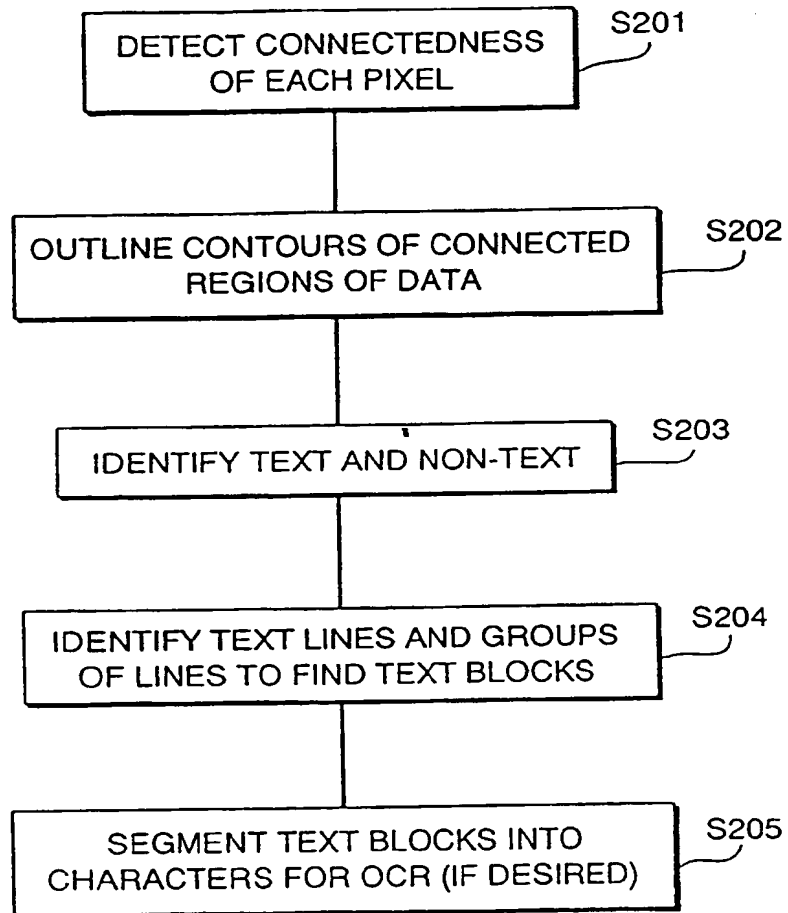 DETECT CONNECTEDNESS
OF EACH PIXEL
S201
OUTLINE CONTOURS OF CONNECTED
REGIONS OF DATA
S202
IDENTIFY TEXT AND NON-TEXT
S203
IDENTIFY TEXT LINES AND GROUPS
OF LINES TO FIND TEXT BLOCKS
S204
SEGMENT TEXT BLOCKS INTO
CHARACTERS FOR OCR (IF DESIRED)
S205